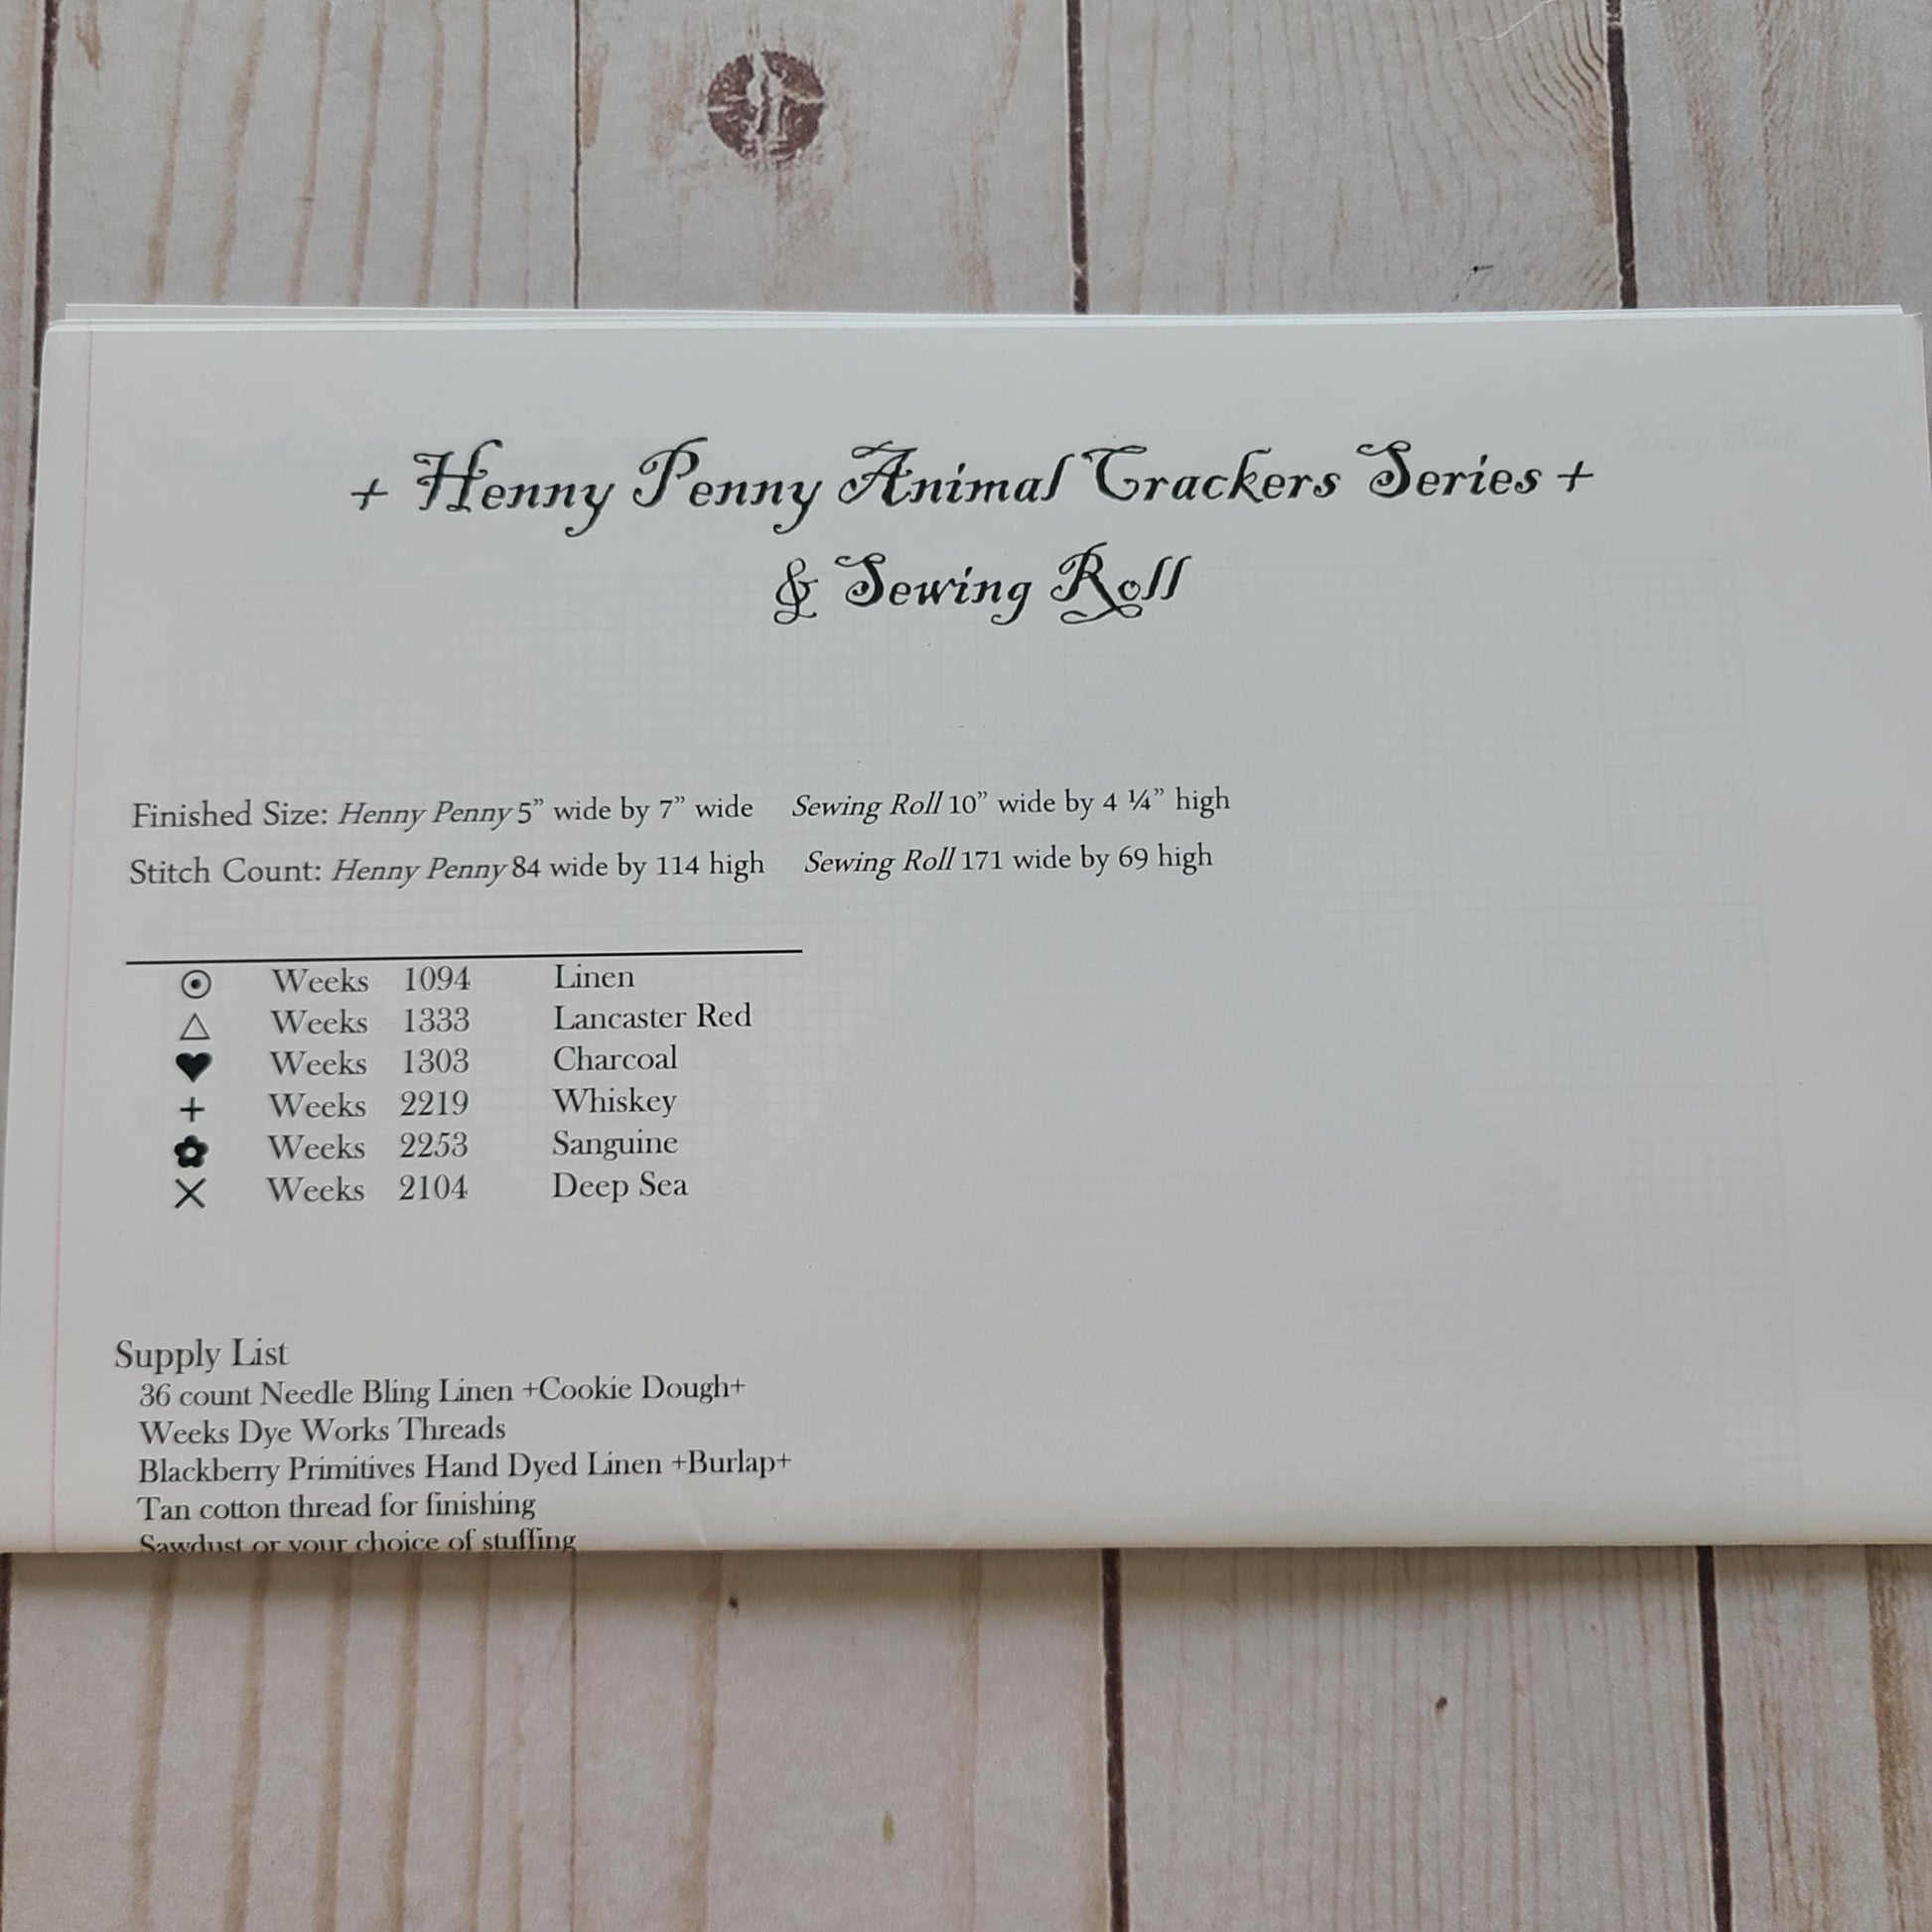 + Henny Penny Animal Crackers Series +
& Sewing Roll
Finished Size: Henny Penny 5” wide by 7” wide Sewing Roll 10” wide by 4 ¼” high
Stitch Count: Henny Penny 84 wide by 114 high Sewing Roll 171 wide by 69 high
Weeks 1094 Linen
Weeks 1333 Lancaster Red
Weeks 1303 Charcoal
+ Weeks 2219 Whiskey
Weeks 2253 Sanguine
Weeks 2104 Deep Sea
Supply List
36 count Needle Bling Linen +Cookie Dough+
Weeks Dye Works Threads
Blackberry Primitives Hand Dyed Linen +Burlap+
Tan cotton thread for finishing
Sawdust or your choice of stuffing